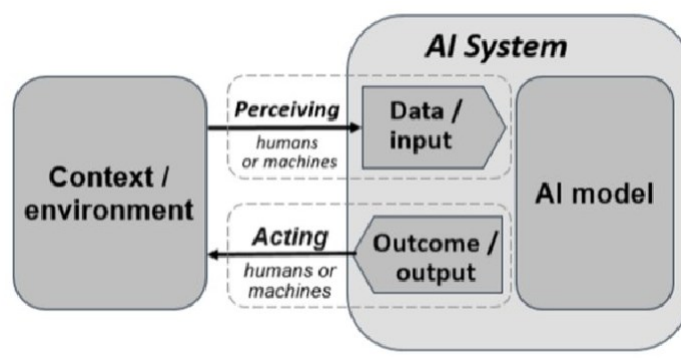 AI System
Perceiving
humans
or machines
Data /
input
Context /
environment
AI model
Acting
humans or
machines
Outcome /
output